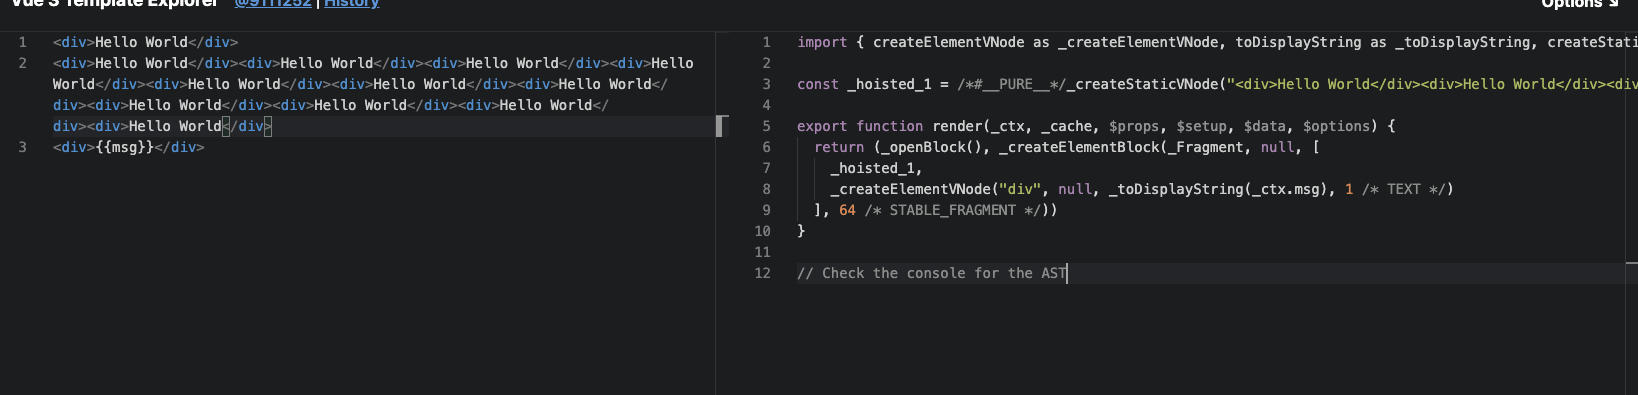 Vue 3 Template Explorer | History
Options ↘
1 <div>Hello World</div>
2 <div>Hello World</div><div>Hello World</div><div>Hello World</div><div>Hello
World</div><div>Hello World</div><div>Hello World</div><div>Hello World</
div><div>Hello World</div><div>Hello World</div><div>Hello World</
div><div>Hello World</div>
3 <div>{{msg}}</div>
1 import { createElementVNode as _createElementVNode, toDisplayString as _toDisplayString, createStati
2
3 const _hoisted_1 = /*#__PURE__*/_createStaticVNode("<div>Hello World</div><div>Hello World</div><div
4
5 export function render(_ctx, _cache, $props, $setup, $data, $options) {
6 return (_openBlock(), _createElementBlock(_Fragment, null, [
7 _hoisted_1,
8 _createElementVNode("div", null, _toDisplayString(_ctx.msg), 1 /* TEXT */)
9 ], 64 /* STABLE_FRAGMENT */))
10 }
11
12 // Check the console for the AST